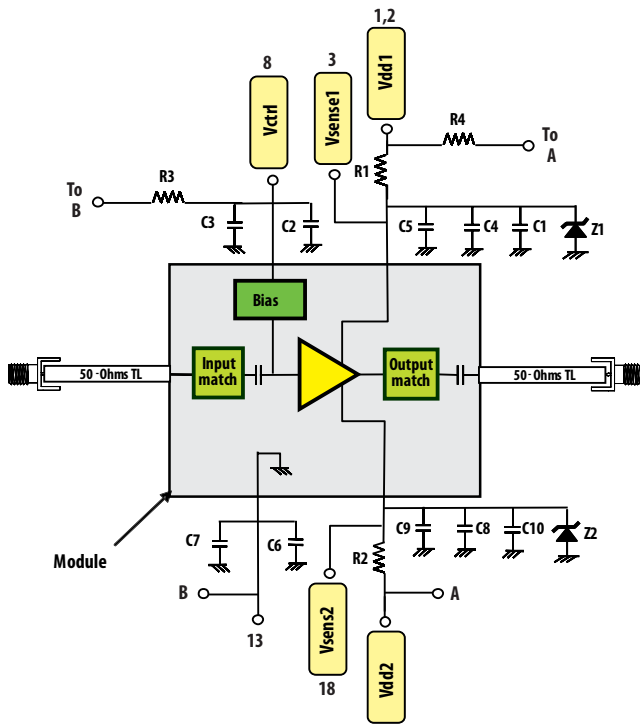 1,2
8
3
Vctrl
Vsense1
Vdd1
R4
To
A
R1
R3
To
B
C3
C2
C5
C4
C1
Z1
Bias
Input
match
Output
match
50 -Ohms TL
50 -Ohms TL
Module
C7
C6
C9
C8
C10
Z2
R2
B
A
13
Vsens2
18
Vdd2